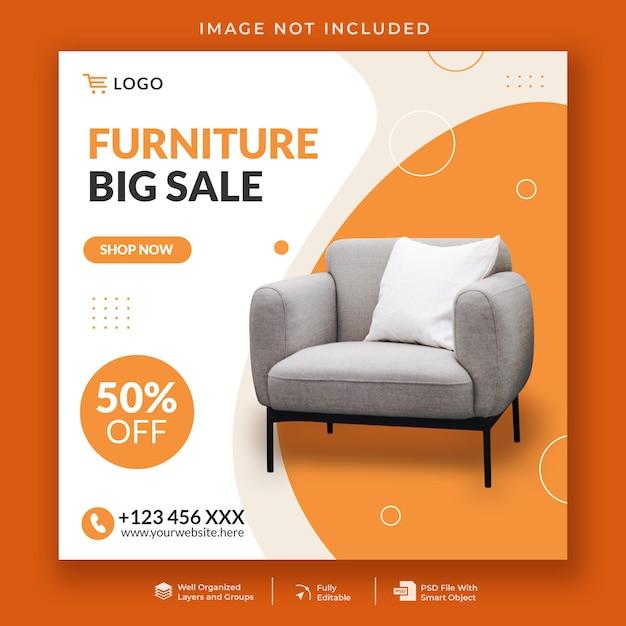 IMAGE NOT INCLUDED
LOGO
FURNITURE
BIG SALE
SHOP NOW
50%
OFF
+123 456 XXX
www.yourwebsite.here
Well Organized
Layers and Groups
Fully
Editable
PSD
PSD File With
Smart Object